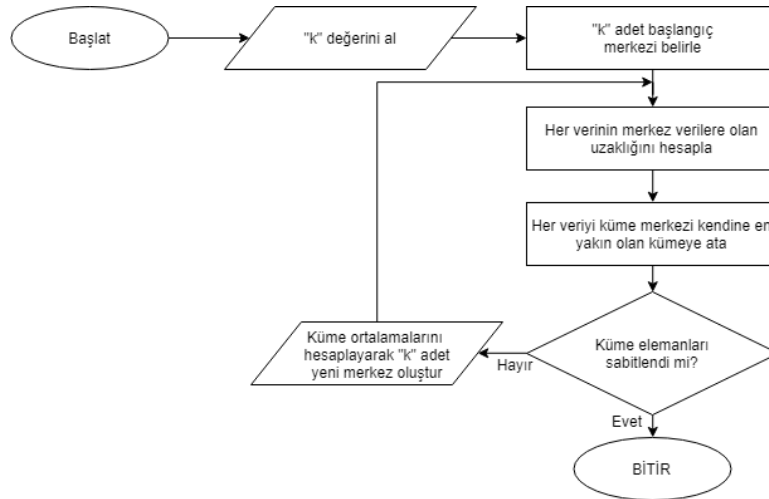 Başlat
"k" değerini al
"k" adet başlangıç
merkezi belirle
Her verinin merkez verilere olan
uzaklığını hesapla
Her veriyi küme merkezi kendine en
yakın olan kümeye ata
Küme elemanları
sabitlendi mi?
Hayır
Küme ortalamalarını
hesaplayarak "k" adet
yeni merkez oluştur
Evet
BİTİR